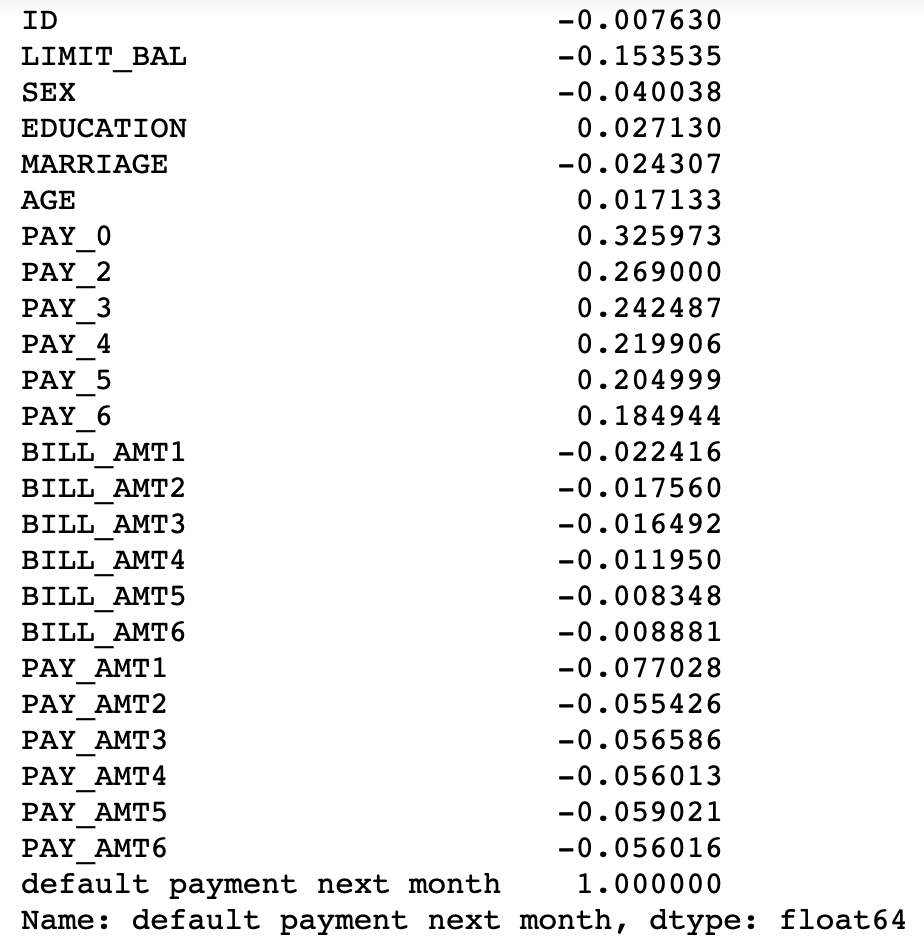 ID -0.007630
LIMIT_BAL -0.153535
SEX -0.040038
EDUCATION 0.027130
MARRIAGE -0.024307
AGE 0.017133
PAY_0 0.325973
PAY_2 0.269000
PAY_3 0.242487
PAY_4 0.219906
PAY_5 0.204999
PAY_6 0.184944
BILL_AMT1 -0.022416
BILL_AMT2 -0.017560
BILL_AMT3 -0.016492
BILL_AMT4 -0.011950
BILL_AMT5 -0.008348
BILL_AMT6 -0.008881
PAY_AMT1 -0.077028
PAY_AMT2 -0.055426
PAY_AMT3 -0.056586
PAY_AMT4 -0.056013
PAY_AMT5 -0.059021
PAY_AMT6 -0.056016
default payment next month 1.000000
Name: default payment next month, dtype: float64